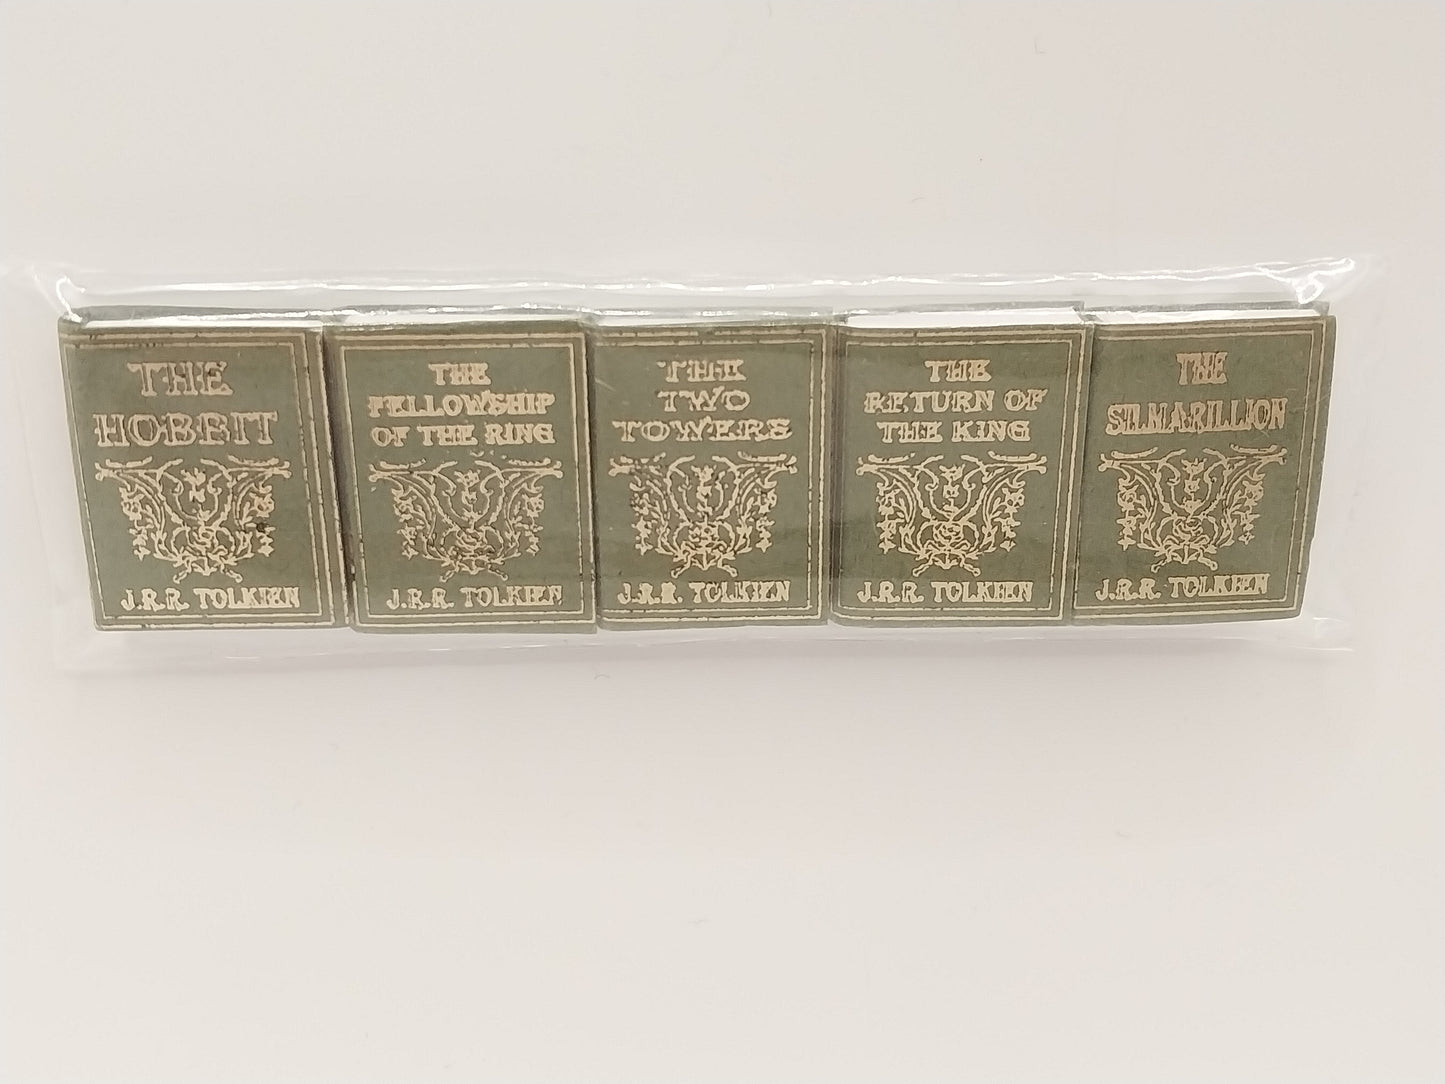 THE
HOBBIT
J.R.R. TOLKIEN
THE
FELLOWSHIP
OF THE RING
J.R.R. TOLKIEN
THE
TWO
TOWERS
J.R.R. TOLKIEN
THE
RETURN OF
THE KING
J.R.R. TOLKIEN
THE
SILMARILLION
J.R.R. TOLKIEN